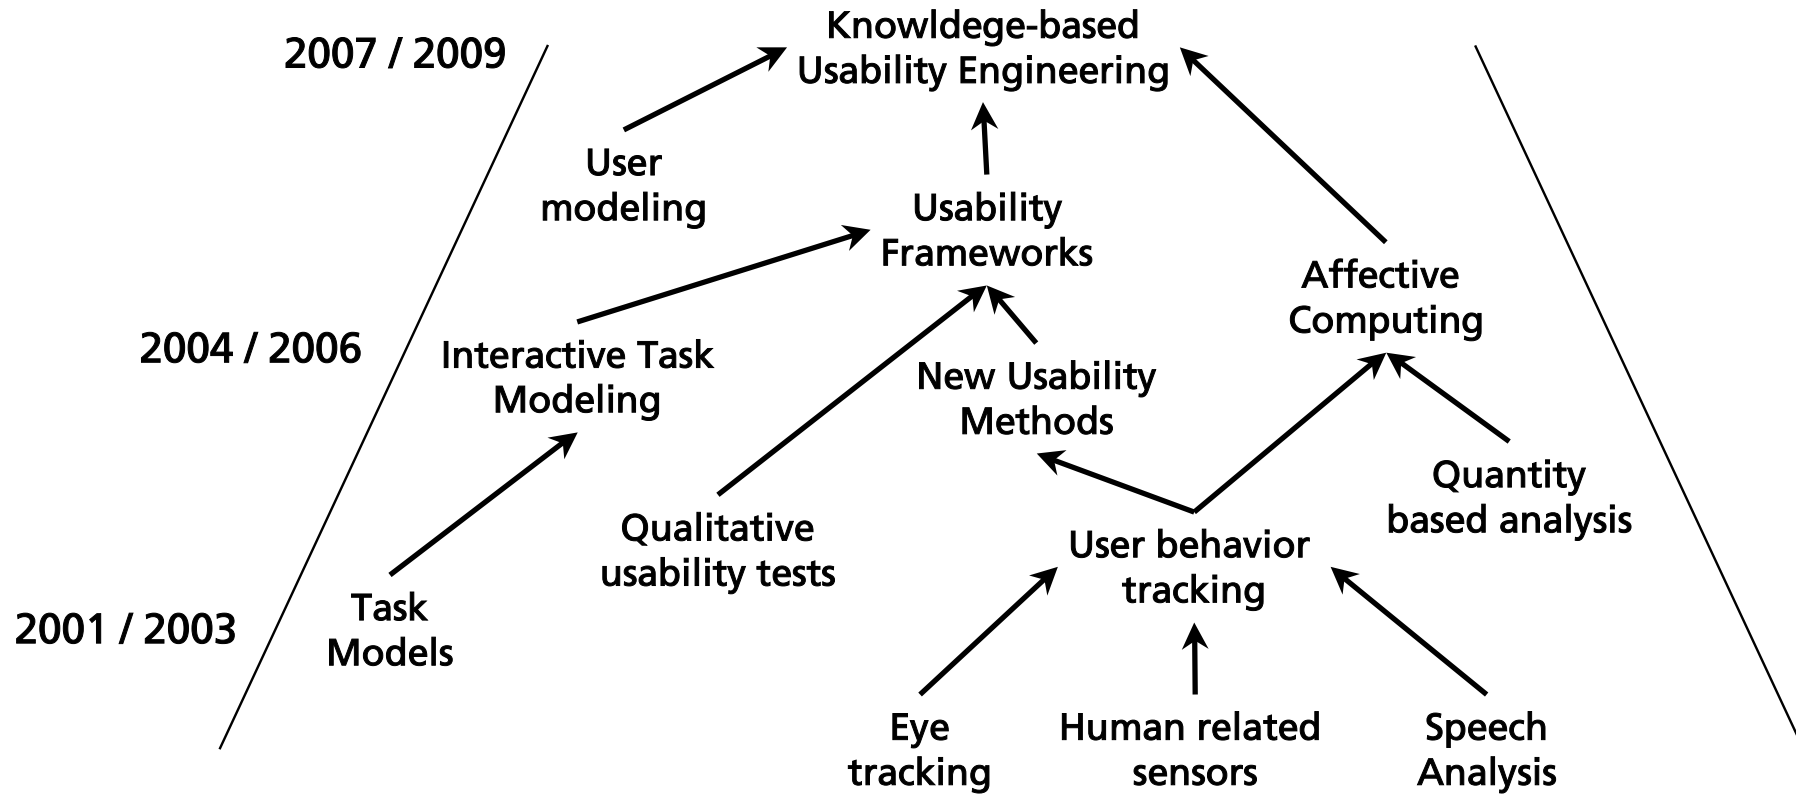 Knowldege-based
Usability Engineering
2007 / 2009
User
modeling
Usability
Frameworks
Affective
Computing
2004 / 2006
Interactive Task
Modeling
New Usability
Methods
Quantity
based analysis
Qualitative
usability tests
User behavior
tracking
2001 / 2003
Task
Models
Eye
tracking
Human related
sensors
Speech
Analysis